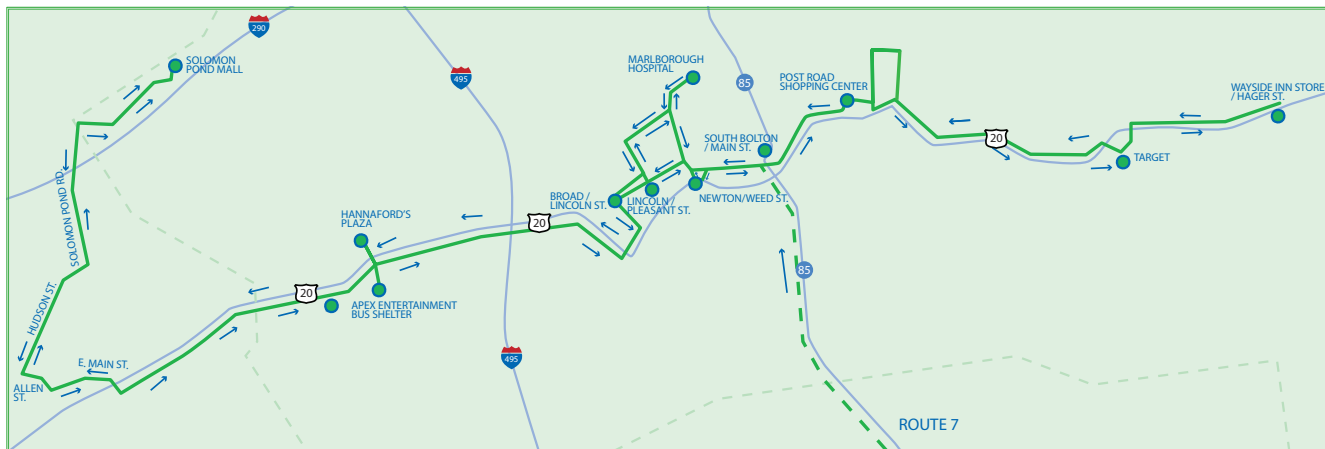 290
SOLOMON
POND MALL
495
MARLBOROUGH
HOSPITAL
85
POST ROAD
SHOPPING CENTER
WAYSIDE INN STORE
/ HAGER ST.
SOUTH BOLTON
/ MAIN ST.
20
TARGET
SOLOMON POND RD.
BROAD /
LINCOLN ST.
LINCOLN
PLEASANT ST.
NEWTON/WEED ST.
HANNAFORD'S
PLAZA
20
85
HUDSON ST.
20
APEX ENTERTAINMENT
BUS SHELTER
495
E. MAIN ST.
ALLEN
ST.
ROUTE 7